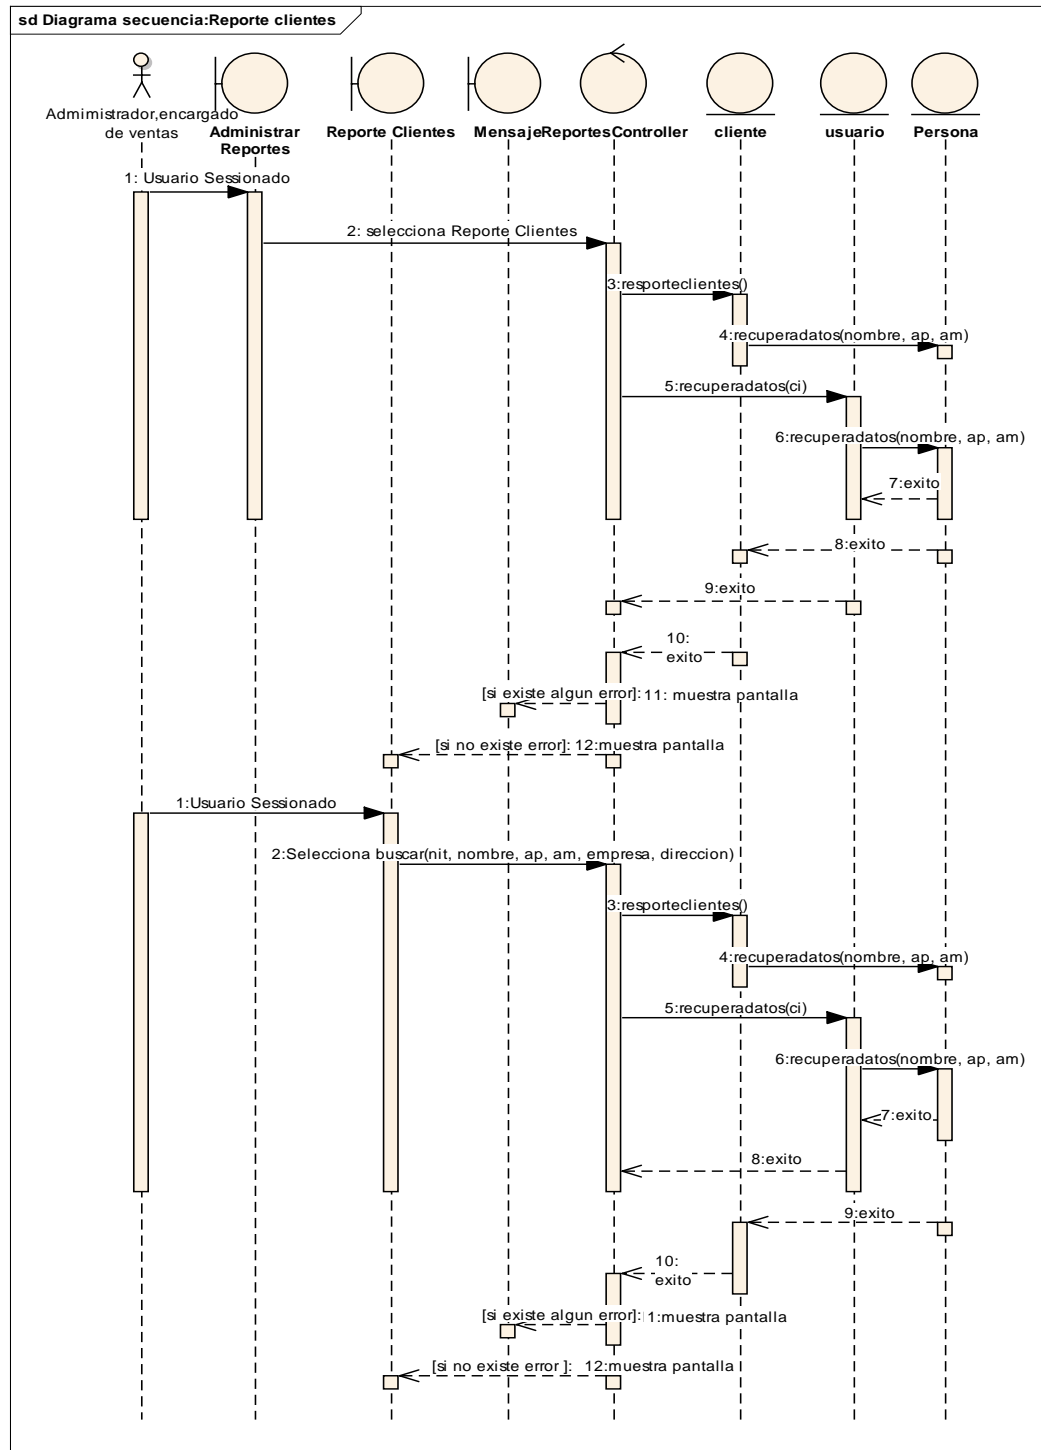 sd Diagrama secuencia:Reporte clientes
Admimistrador,encargado
de ventas
Administrar
Reportes
Reporte Clientes
Mensaje
ReportesController
cliente
usuario
Persona
1: Usuario Sessionado
2: selecciona Reporte Clientes
3:resporteclientes()
4:recuperadatos(nombre, ap, am)
5:recuperadatos(ci)
6:recuperadatos(nombre, ap, am)
7:exito
8:exito
9:exito
10:
exito
[si existe algun error]: 11: muestra pantalla
[si no existe error]: 12:muestra pantalla
1:Usuario Sessionado
2:Selecciona buscar(nit, nombre, ap, am, empresa, direccion)
3:resporteclientes()
4:recuperadatos(nombre, ap, am)
5:recuperadatos(ci)
6:recuperadatos(nombre, ap, am)
7:exito
8:exito
9:exito
10:
exito
[si existe algun error]: 1:muestra pantalla
[si no existe error ]: 12:muestra pantalla